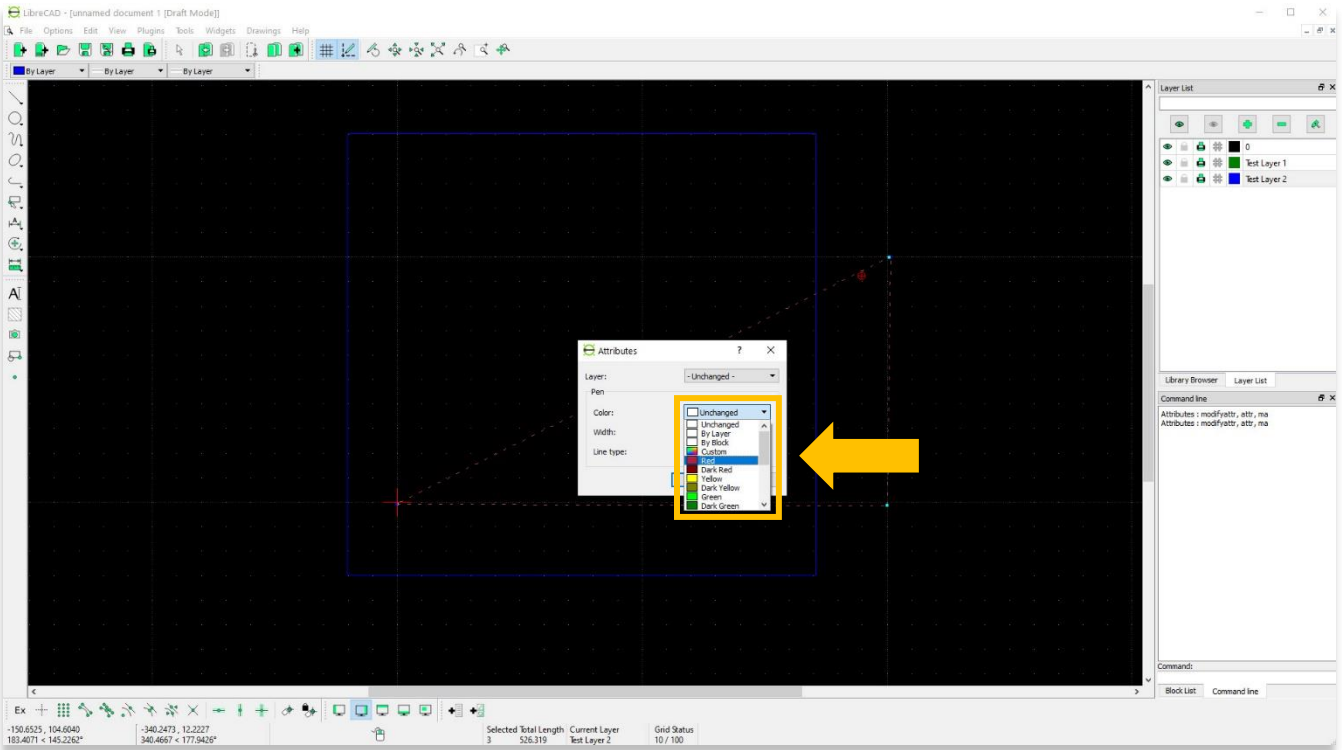 LibreCAD - [unnamed document 1 [Draft Mode]]
File Options Edit View Plugins Tools Widgets Drawings Help
By Layer By Layer By Layer
Layer List
0
Test Layer 1
Test Layer 2
Attributes ? X
Layer: - Unchanged -
Pen
Color: Unchanged
Width:
Line type:
Unchanged
By Layer
By Block
Custom
Red
Dark Red
Yellow
Dark Yellow
Green
Dark Green
Library Browser Layer List
Command line
Attributes : modifyattr, attr, ma
Attributes : modifyattr, attr, ma
Command:
Block List Command line
AI
Ex
-150.6525 , 104.6040 -340.2473 , 12.2227 Selected Total Length Current Layer Grid Status
183.4071 < 145.2262° 340.4667 < 177.9426° 3 526.319 Test Layer 2 10 / 100